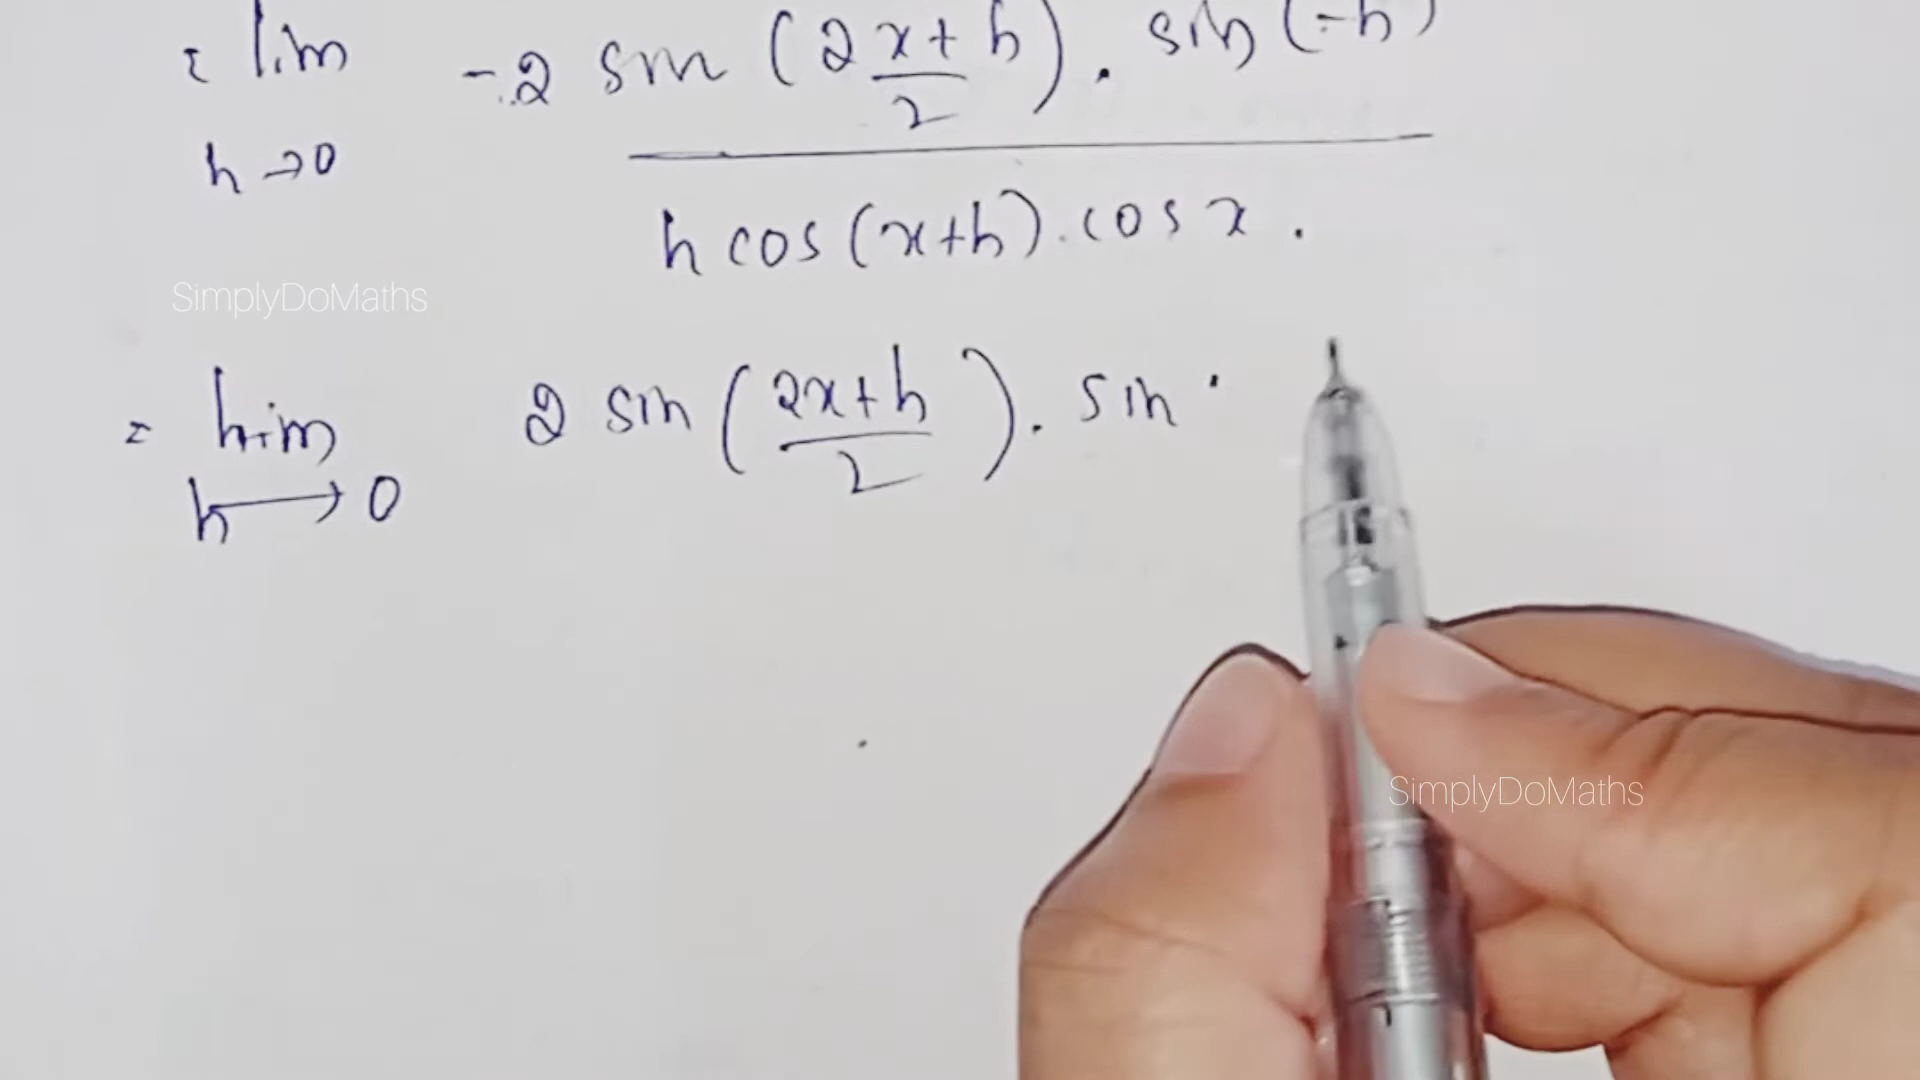 = lim -2 sin (2x+h/2) . sin (-h)
h→0
h cos (x+h) . cos x .
SimplyDoMaths
= lim 2 sin (2x+h/2) . sin
h→0
SimplyDoMaths